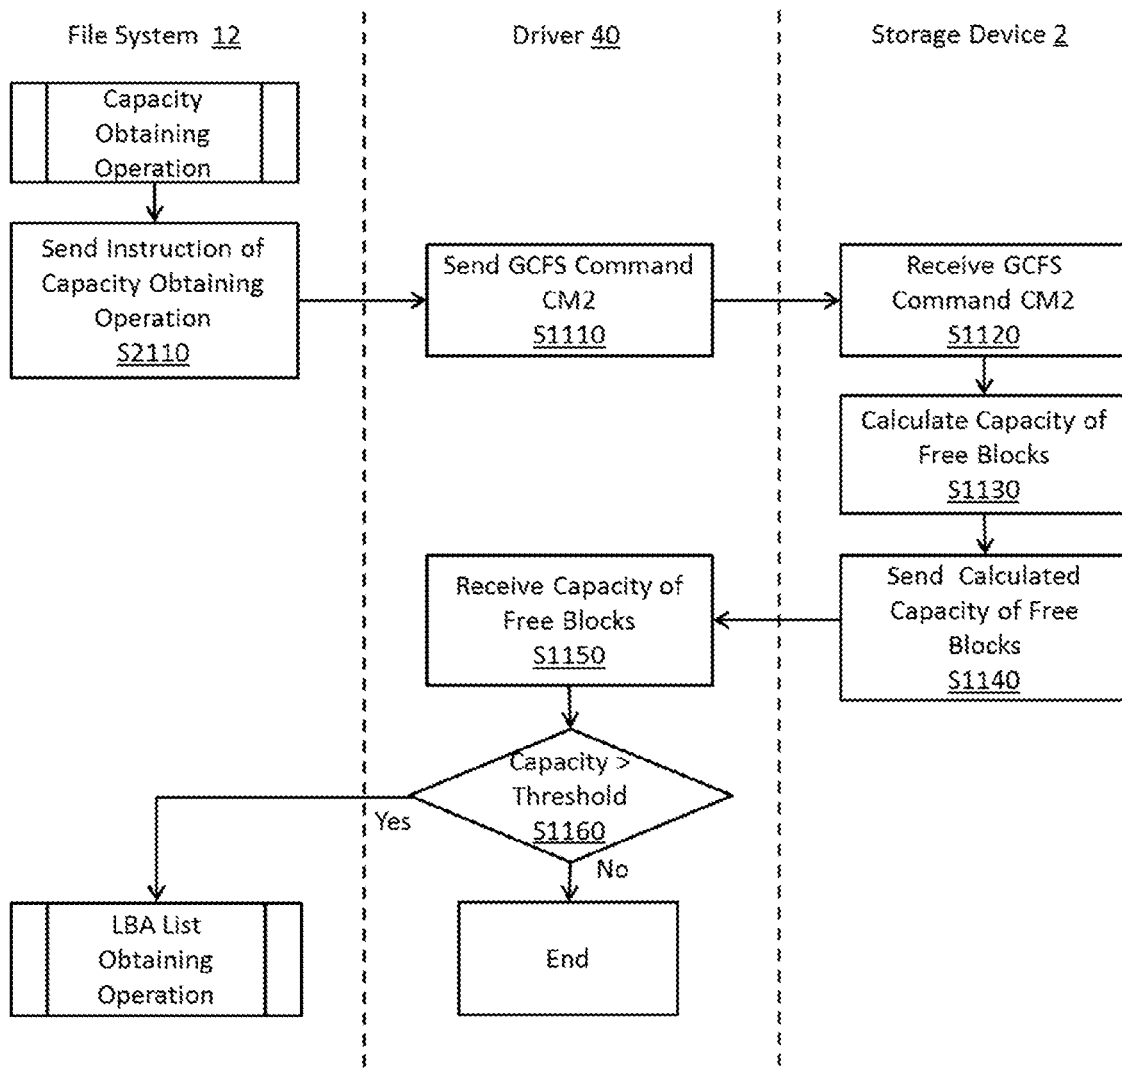 File System 12
Driver 40
Storage Device 2
Capacity
Obtaining
Operation
Send Instruction of
Capacity Obtaining
Operation
S2110
Send GCFS Command
CM2
S1110
Receive GCFS
Command CM2
S1120
Calculate Capacity of
Free Blocks
S1130
Send Calculated
Capacity of Free
Blocks
S1140
Receive Capacity of
Free Blocks
S1150
Capacity >
Threshold
S1160
Yes
No
LBA List
Obtaining
Operation
End